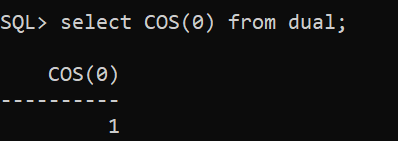 SQL> select COS(0) from dual;
COS(0)
----------
1